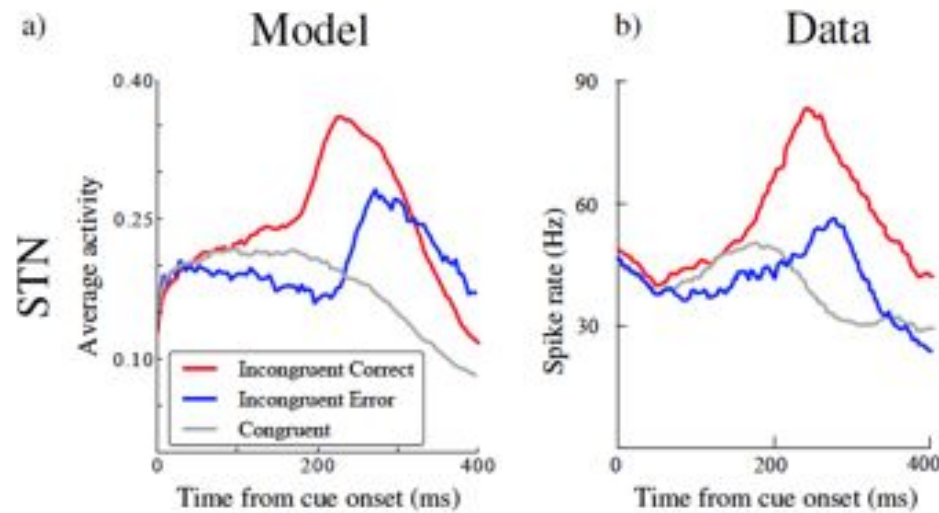 a) Model
b) Data
STN
Average activity
0.40
0.25
0.10
Incongruent Correct
Incongruent Error
Congruent
0 200 400
Time from cue onset (ms)
Spike rate (Hz)
90
60
30
0 200 400
Time from cue onset (ms)